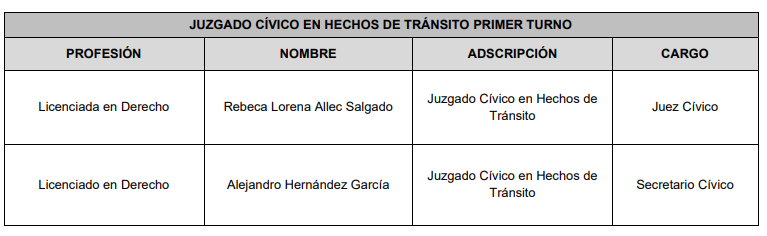 JUZGADO CÍVICO EN HECHOS DE TRÁNSITO PRIMER TURNO
PROFESIÓN NOMBRE ADSCRIPCIÓN CARGO
Licenciada en Derecho Rebeca Lorena Allec Salgado Juzgado Cívico en Hechos de Tránsito Juez Cívico
Licenciado en Derecho Alejandro Hernández García Juzgado Cívico en Hechos de Tránsito Secretario Cívico